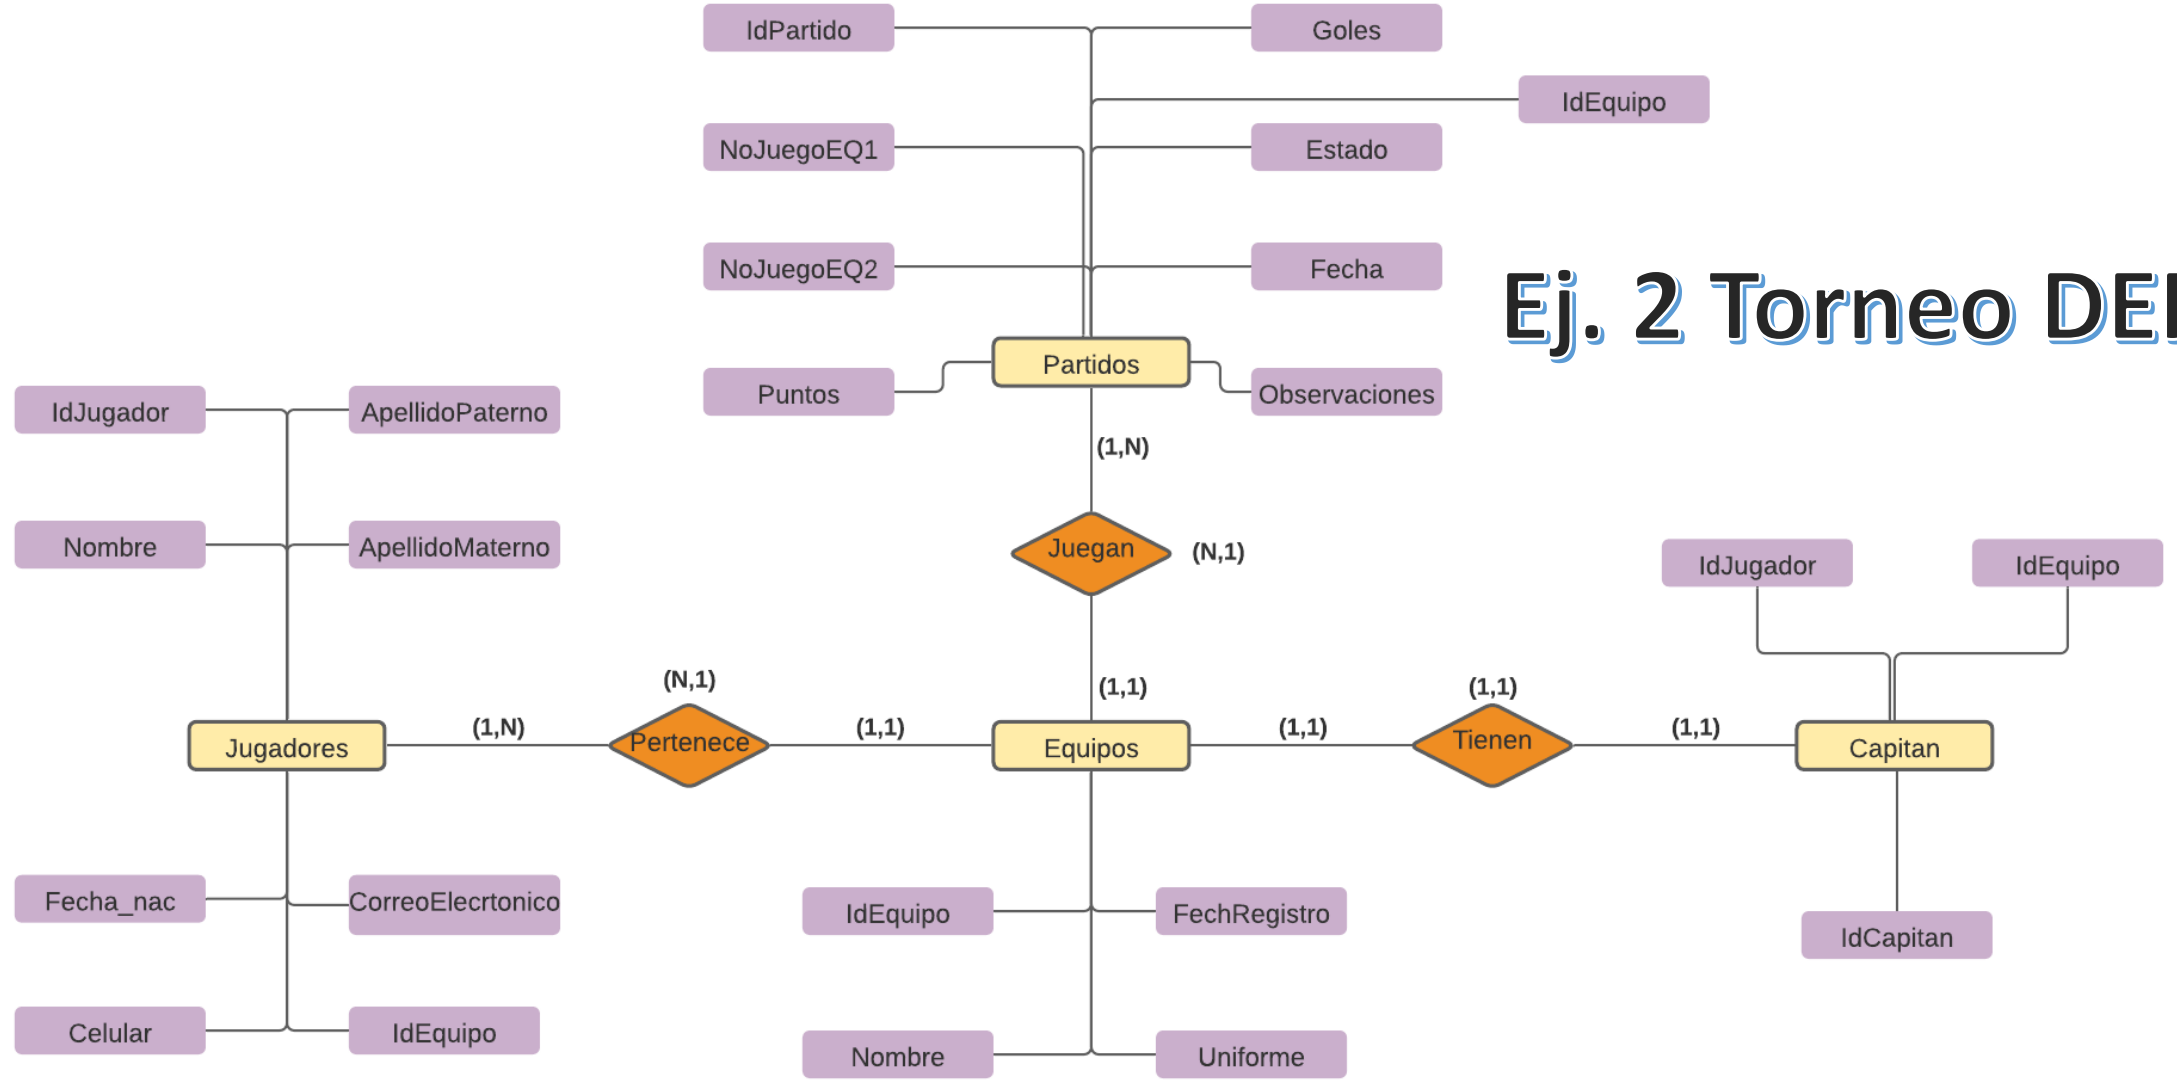 IdPartido
Goles
IdEquipo
NoJuegoEQ1
Estado
NoJuegoEQ2
Fecha
Ej. 2 Torneo
Partidos
Puntos
Observaciones
IdJugador
ApellidoPaterno
(1,N)
Nombre
ApellidoMaterno
Juegan
(N,1)
IdJugador
IdEquipo
(N,1)
(1,1)
(1,1)
Jugadores
(1,N)
Pertenece
(1,1)
Equipos
(1,1)
Tienen
(1,1)
Capitan
Fecha_nac
CorreoElecrtonico
IdEquipo
FechRegistro
IdCapitan
Celular
IdEquipo
Nombre
Uniforme